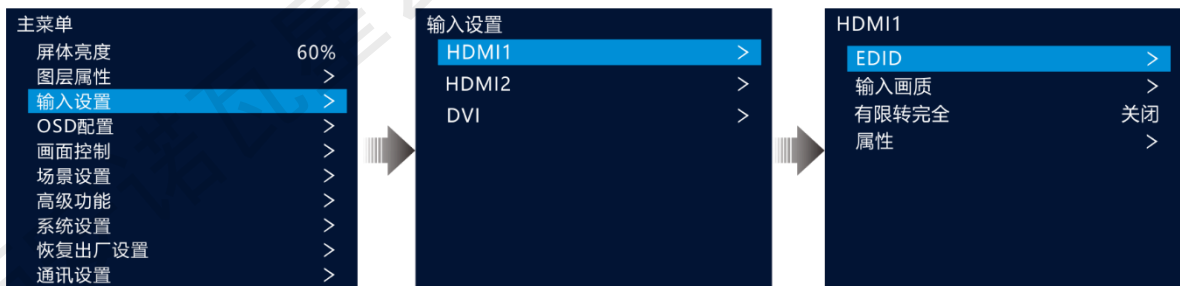 主菜单
屏体亮度 60%
图层属性 >
输入设置 >
OSD配置 >
画面控制 >
场景设置 >
高级功能 >
系统设置 >
恢复出厂设置 >
通讯设置 >
输入设置
HDMI1 >
HDMI2 >
DVI >
HDMI1
EDID >
输入画质 >
有限转完全 关闭
属性 >